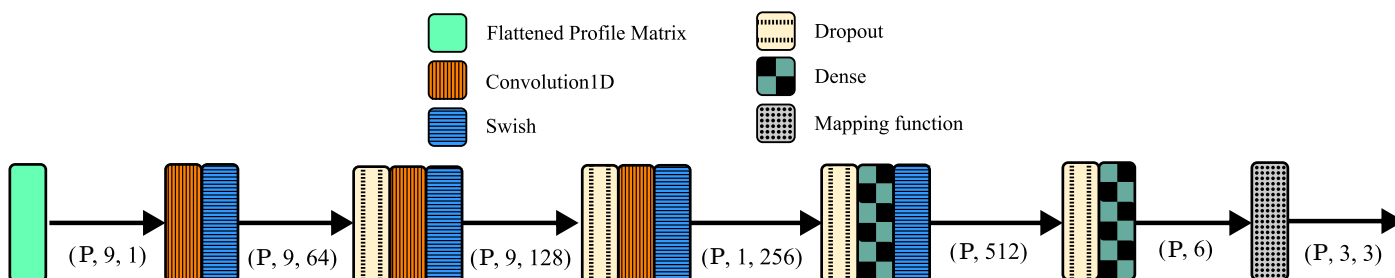 Flattened Profile Matrix
Convolution1D
Swish
Dropout
Dense
Mapping function
(P, 9, 1)
(P, 9, 64)
(P, 9, 128)
(P, 1, 256)
(P, 512)
(P, 6)
(P, 3, 3)